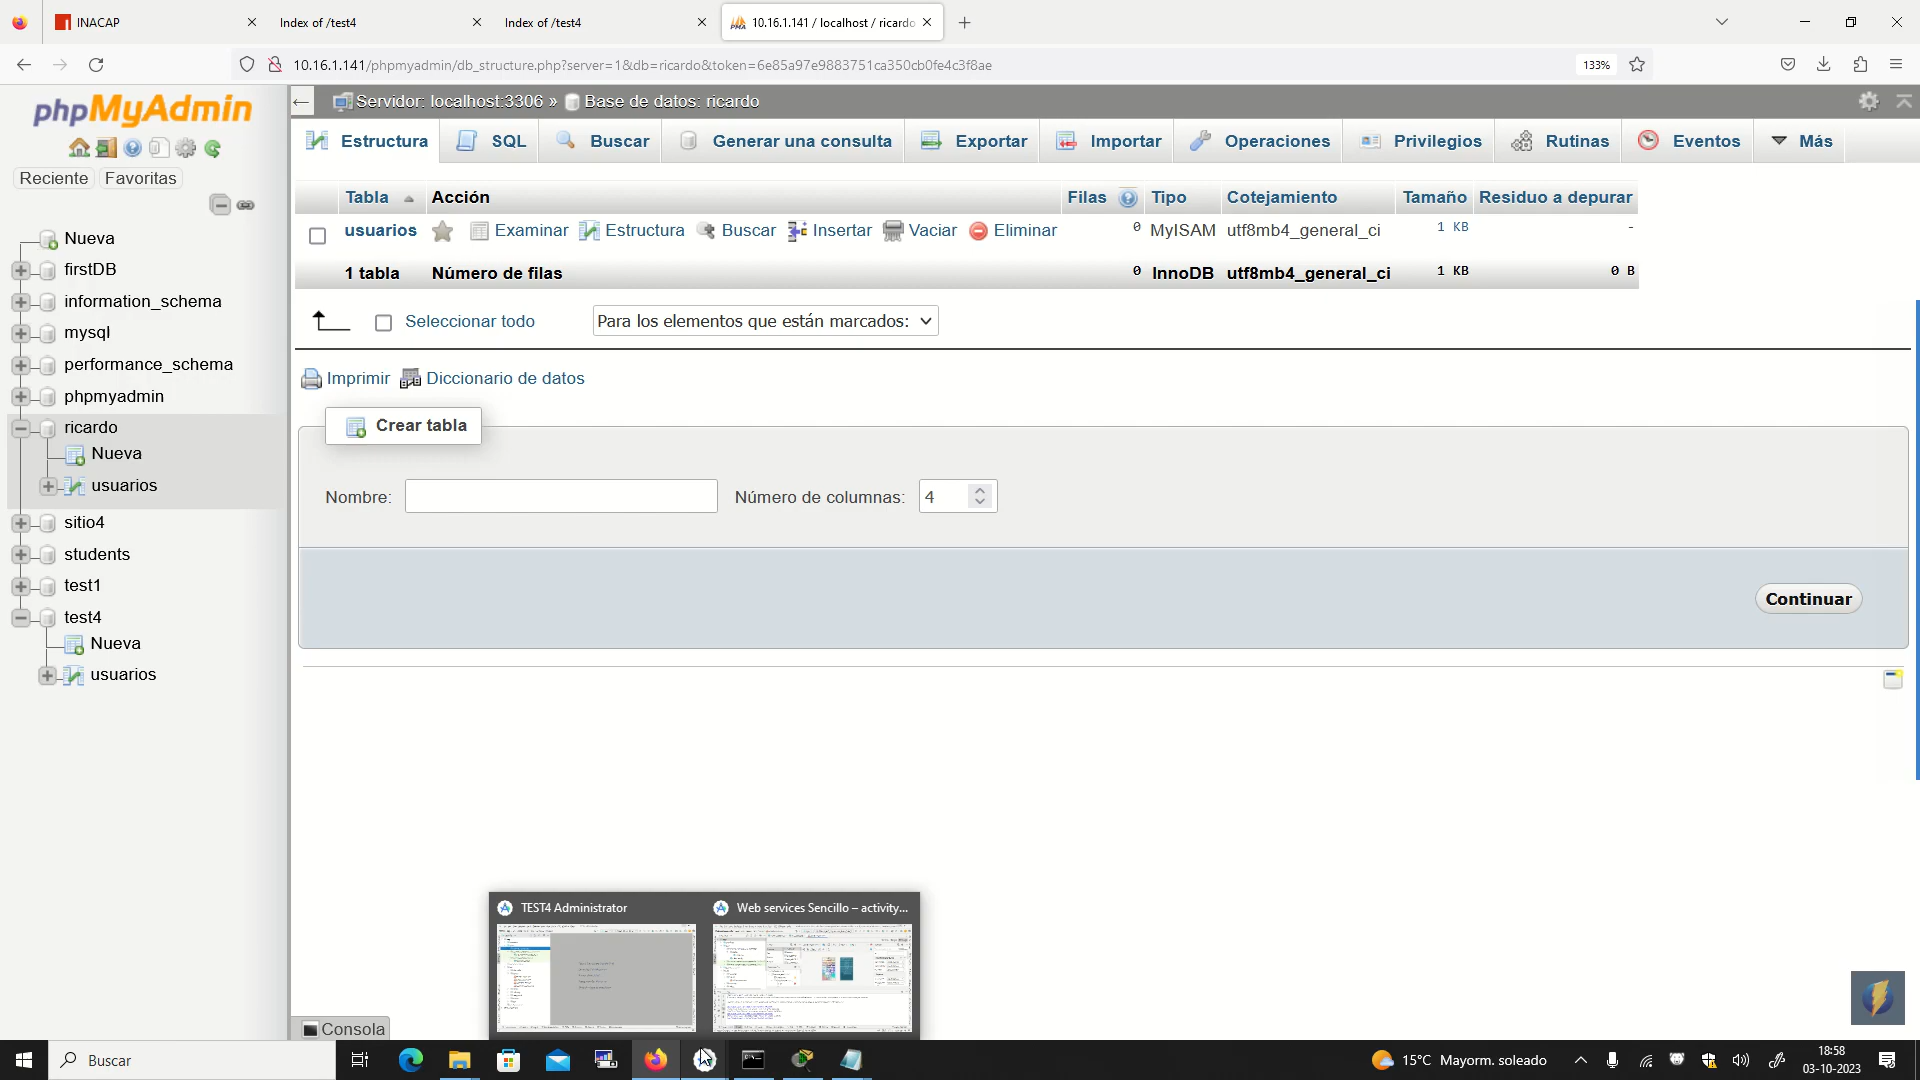 INACAP
Index of /test4
Index of /test4
10.16.1.141 / localhost / ricardo
10.16.1.141/phpmyadmin/db_structure.php?server=1&db=ricardo&token=6e85a97e9883751ca350cb0fe4c3f8ae
133%
phpMyAdmin
Reciente
Favoritas
Nueva
firstDB
information_schema
mysql
performance_schema
phpmyadmin
ricardo
Nueva
usuarios
sitio4
students
test1
test4
Nueva
usuarios
Servidor: localhost:3306 » Base de datos: ricardo
Estructura SQL Buscar Generar una consulta Exportar Importar Operaciones Privilegios Rutinas Eventos Más
Tabla Acción Filas Tipo Cotejamiento Tamaño Residuo a depurar
usuarios Examinar Estructura Buscar Insertar Vaciar Eliminar 0 MyISAM utf8mb4_general_ci 1 KB -
1 tabla Número de filas 0 InnoDB utf8mb4_general_ci 1 KB 0 B
Seleccionar todo Para los elementos que están marcados:
Imprimir Diccionario de datos
Crear tabla
Nombre: Número de columnas: 4
Continuar
Consola
TEST4 Administrator
Web services Sencillo – activity...
Buscar
15°C Mayorm. soleado
18:58
03-10-2023